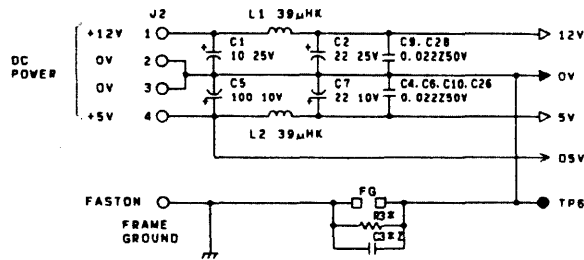 J2
L1 39μHK
+12V 1
12V
C1
10 25V
C2
22 25V
C9.C28
0.022Z50V
DC
POWER
0V 2
0V
0V 3
C5
100 10V
C7
22 10V
C4.C6.C10.C26
0.022Z50V
+5V 4
5V
L2 39μHK
D5V
FASTON
FG
TP6
R3※
C3※Z
FRAME
GROUND